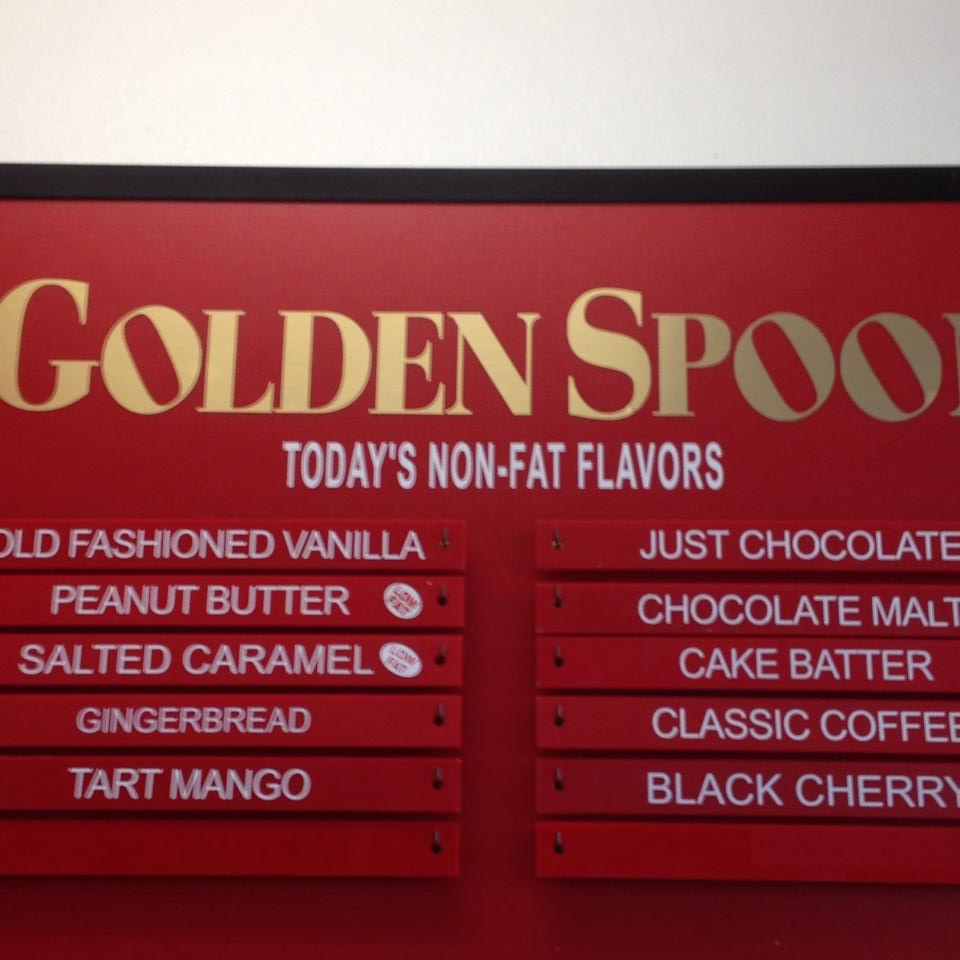 GOLDEN SPOO
TODAY'S NON-FAT FLAVORS
OLD FASHIONED VANILLA
PEANUT BUTTER
SALTED CARAMEL
GINGERBREAD
TART MANGO
JUST CHOCOLATE
CHOCOLATE MALT
CAKE BATTER
CLASSIC COFFEE
BLACK CHERRY